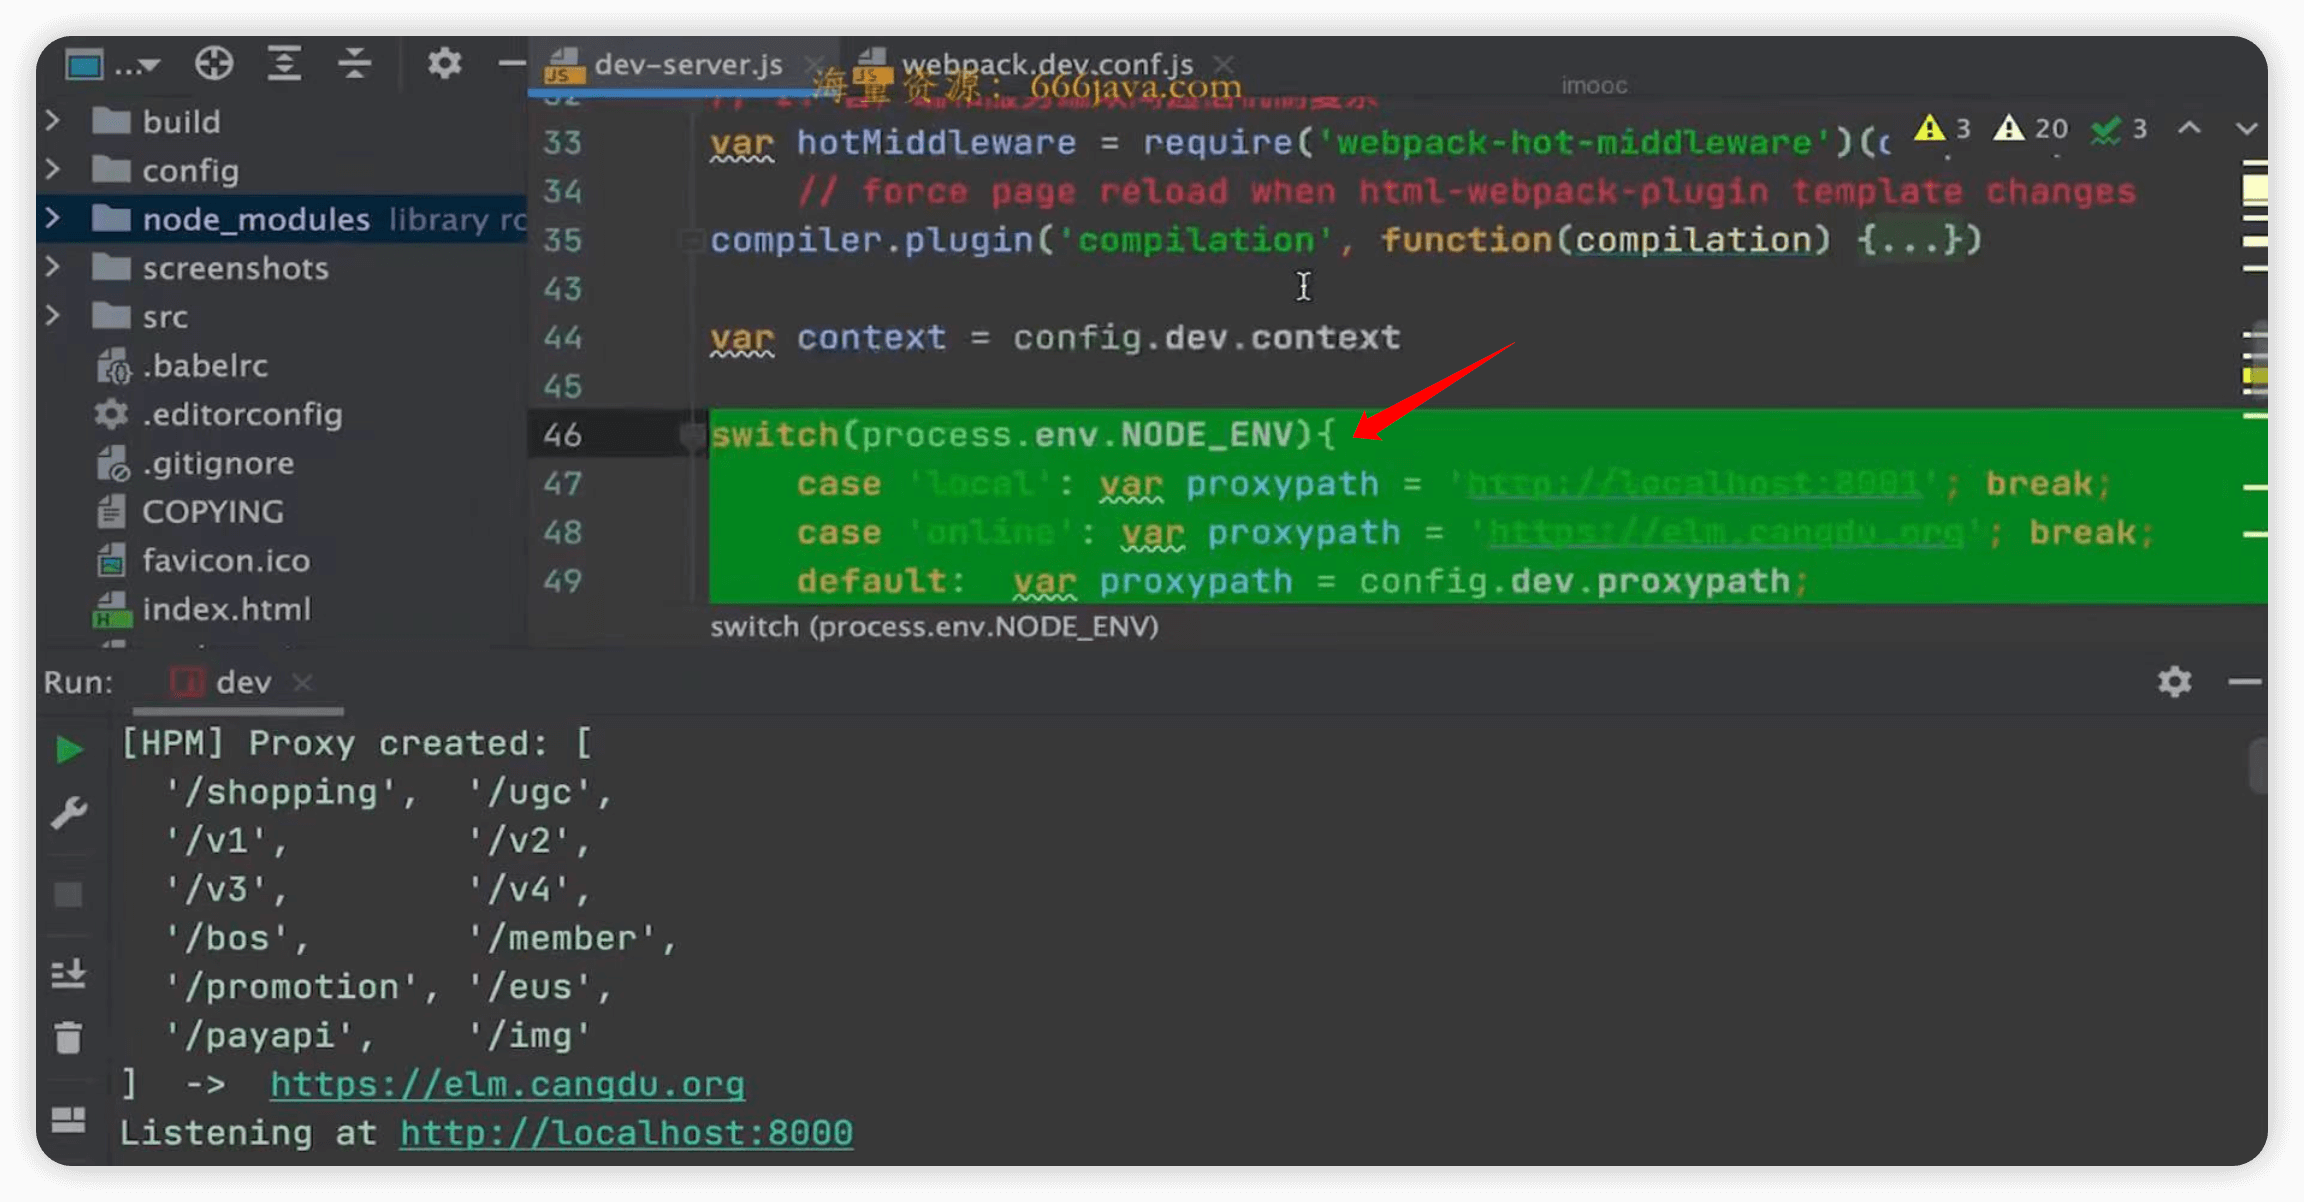 ...
dev-server.js
webpack.dev.conf.js
海量资源：666java.com
imooc
build
config
node_modules library
screenshots
src
.babelrc
.editorconfig
.gitignore
COPYING
favicon.ico
index.html
3 20 3
33 var hotMiddleware = require('webpack-hot-middleware')(
34 // force page reload when html-webpack-plugin template changes
35 compiler.plugin('compilation', function(compilation) {...})
43
44 var context = config.dev.context
45
46 switch(process.env.NODE_ENV){
47 case 'local': var proxypath = 'http://localhost:8001'; break;
48 case 'online': var proxypath = 'https://elm.cangdu.org'; break;
49 default: var proxypath = config.dev.proxypath;
switch (process.env.NODE_ENV)
Run: dev
[HPM] Proxy created: [
'/shopping', '/ugc',
'/v1', '/v2',
'/v3', '/v4',
'/bos', '/member',
'/promotion', '/eus',
'/payapi', '/img'
] -> https://elm.cangdu.org
Listening at http://localhost:8000